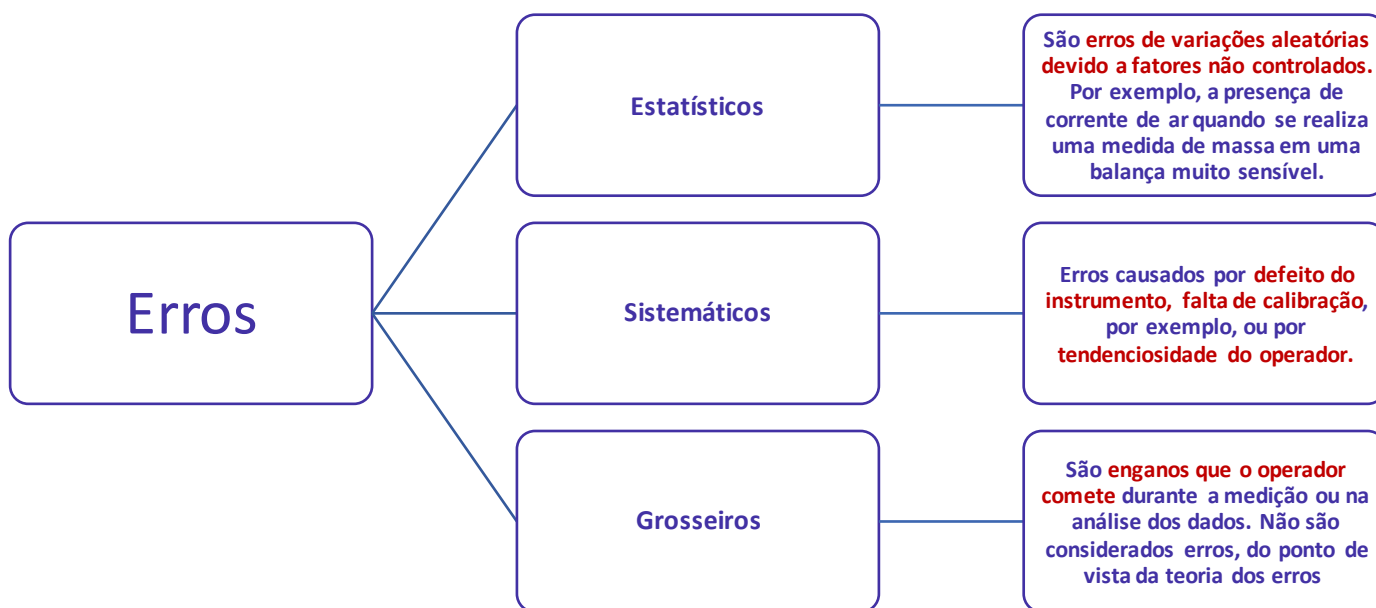 Erros
Estatísticos
São erros de variações aleatórias
devido a fatores não controlados.
Por exemplo, a presença de
corrente de ar quando se realiza
uma medida de massa em uma
balança muito sensível.
Sistemáticos
Erros causados por defeito do
instrumento, falta de calibração,
por exemplo, ou por
tendenciosidade do operador.
Grosseiros
São enganos que o operador
comete durante a medição ou na
análise dos dados. Não são
considerados erros, do ponto de
vista da teoria dos erros